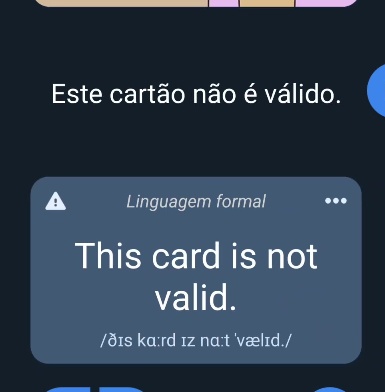 Este cartão não é válido.
Linguagem formal
This card is not
valid.
/ðɪs kɑːrd ɪz nɑːt ˈvælɪd./